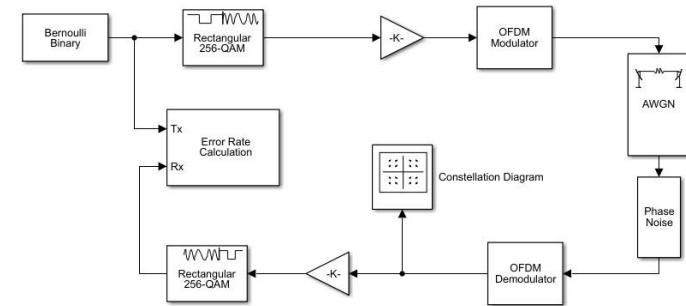 Bernoulli
Binary
Rectangular
256-QAM
-K-
OFDM
Modulator
AWGN
Tx
Rx
Error Rate
Calculation
Constellation Diagram
Phase
Noise
Rectangular
256-QAM
-K-
OFDM
Demodulator